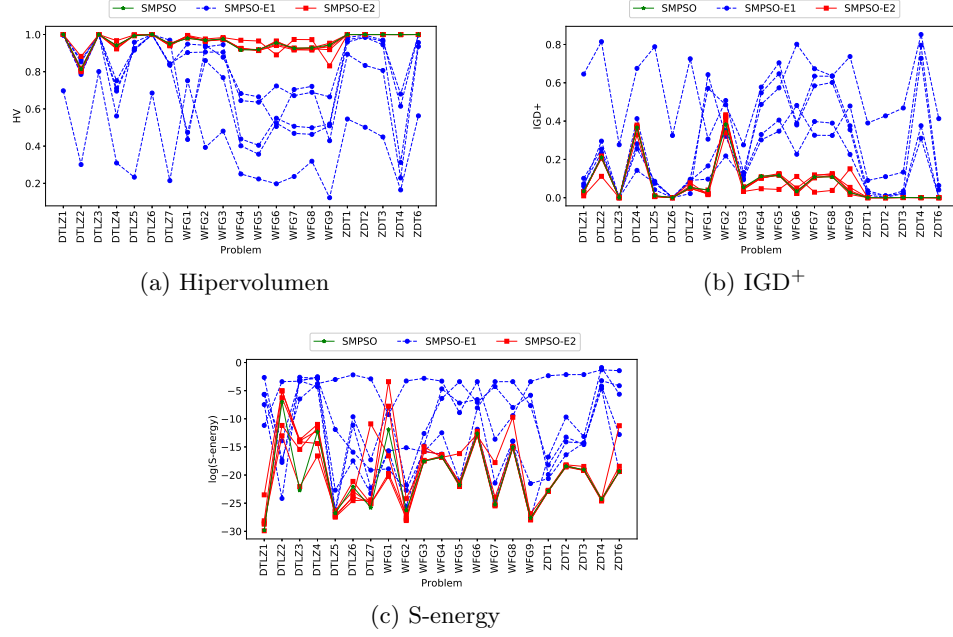 SMPSO SMPSO-E1 SMPSO-E2
1.0
0.8
0.6
0.4
0.2
HV
DTLZ1 DTLZ2 DTLZ3 DTLZ4 DTLZ5 DTLZ6 DTLZ7 WFG1 WFG2 WFG3 WFG4 WFG5 WFG6 WFG7 WFG8 WFG9 ZDT1 ZDT2 ZDT3 ZDT4 ZDT6
Problem
(a) Hipervolumen
SMPSO SMPSO-E1 SMPSO-E2
0.8
0.6
0.4
0.2
0.0
IGD+
DTLZ1 DTLZ2 DTLZ3 DTLZ4 DTLZ5 DTLZ6 DTLZ7 WFG1 WFG2 WFG3 WFG4 WFG5 WFG6 WFG7 WFG8 WFG9 ZDT1 ZDT2 ZDT3 ZDT4 ZDT6
Problem
(b) IGD⁺
SMPSO SMPSO-E1 SMPSO-E2
0
−5
−10
−15
−20
−25
−30
log(S-energy)
DTLZ1 DTLZ2 DTLZ3 DTLZ4 DTLZ5 DTLZ6 DTLZ7 WFG1 WFG2 WFG3 WFG4 WFG5 WFG6 WFG7 WFG8 WFG9 ZDT1 ZDT2 ZDT3 ZDT4 ZDT6
Problem
(c) S-energy